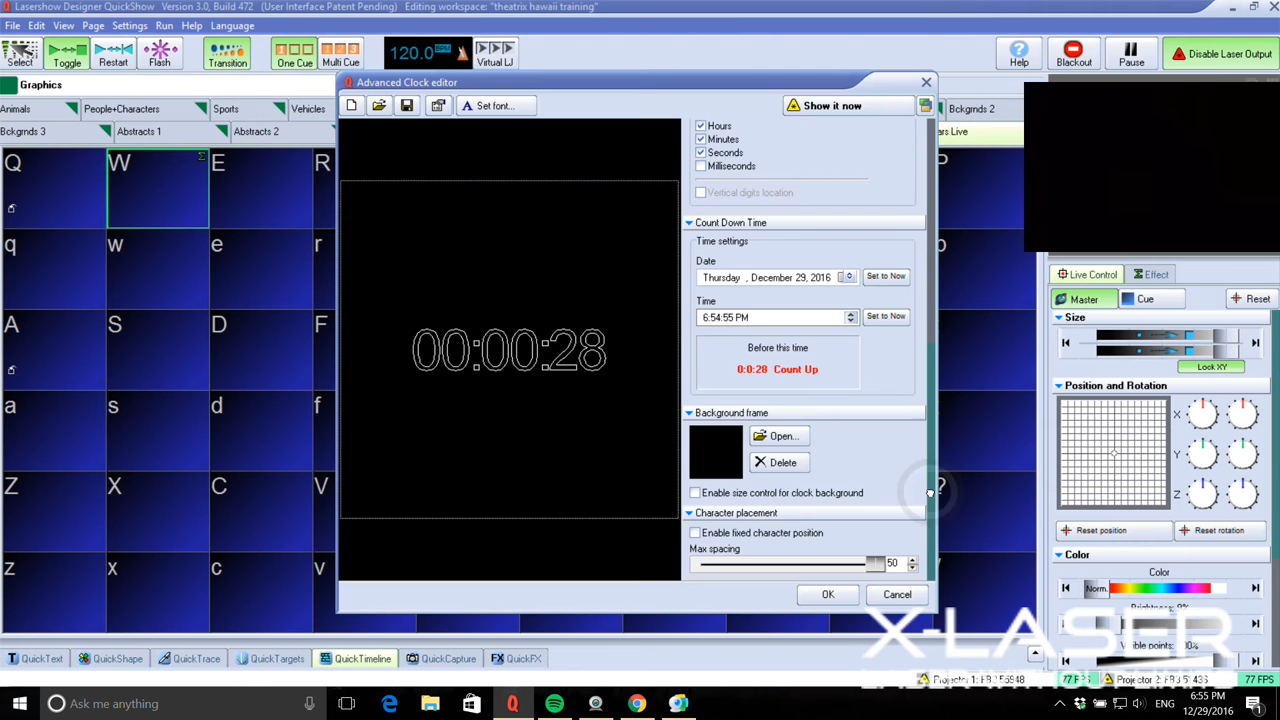 Lasershow Designer QuickShow Version 3.0, Build 472 (User Interface Patent Pending) Editing workspace: "theatrix hawaii training"
File Edit View Page Settings Run Help Language
Select Toggle Restart Flash Transition One Cue Multi Cue 120.0 BPM Virtual LJ Help Blackout Pause Disable Laser Output
Graphics
Advanced Clock editor
Animals People+Characters Sports Vehicles Bckgrnds 2
Bckgrnds 3 Abstracts 1 Abstracts 2 ars Live
Set font... Show it now
Hours
Minutes
Seconds
Milliseconds
Vertical digits location
Count Down Time
Time settings
Date
Thursday , December 29, 2016 Set to Now
Time
6:54:55 PM Set to Now
Before this time
0:0:28 Count Up
Background frame
Open...
Delete
Enable size control for clock background
Character placement
Enable fixed character position
Max spacing
50
OK Cancel
00:00:28
Q W E R P
q w e r p
A S D F
a s d f
Z X C V ?
z x c v
Live Control Effect
Master Cue Reset
Size
Lock XY
Position and Rotation
X
Y
Z
Reset position Reset rotation
Color
Color
Norm.
Visible points: 100%
X-LASER
QuickText QuickShape QuickTrace QuickTargets QuickTimeline QuickCapture QuickFX
77 FPS Projector 2: 77 FPS
Ask me anything
ENG 6:55 PM
12/29/2016